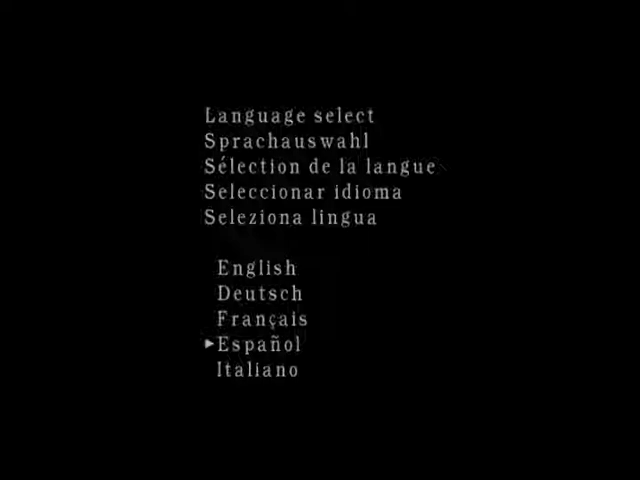 Language select
Sprachauswahl
Sélection de la langue
Seleccionar idioma
Seleziona lingua
English
Deutsch
Français
Español
Italiano